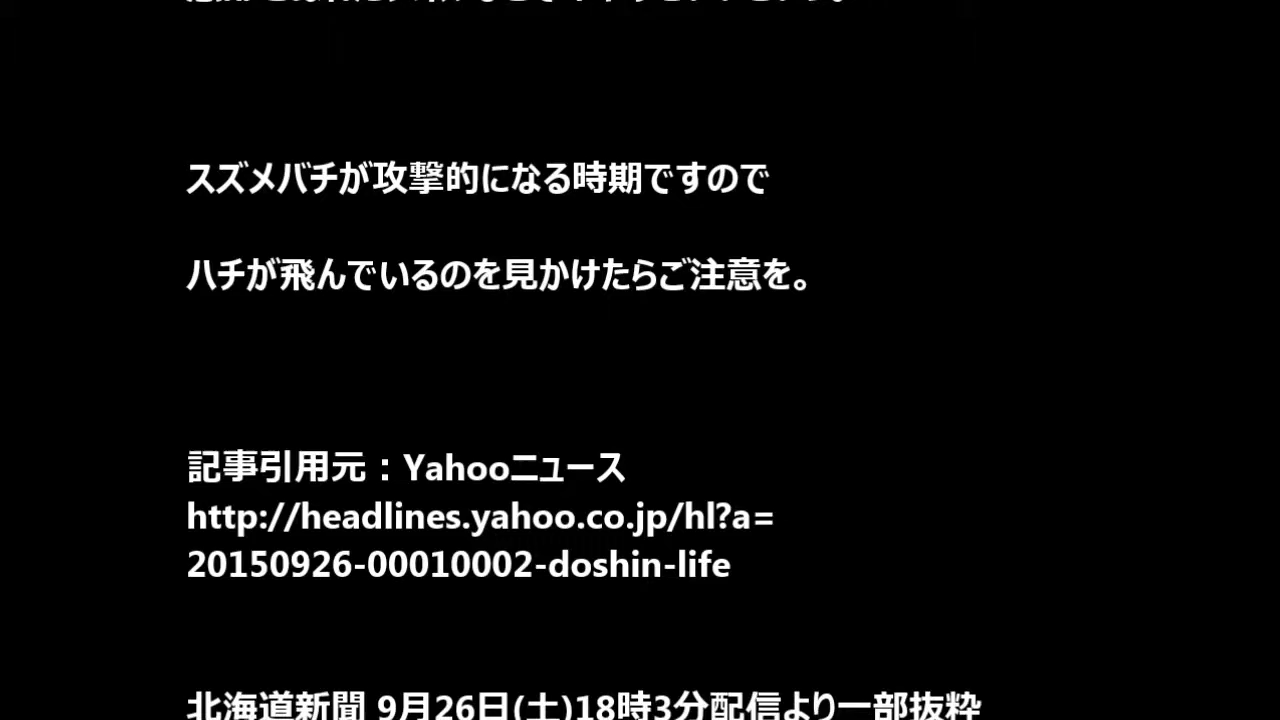 スズメバチが攻撃的になる時期ですので
ハチが飛んでいるのを見かけたらご注意を。
記事引用元：Yahooニュース
http://headlines.yahoo.co.jp/hl?a=
20150926-00010002-doshin-life
北海道新聞 9月26日(土)18時3分配信より一部抜粋